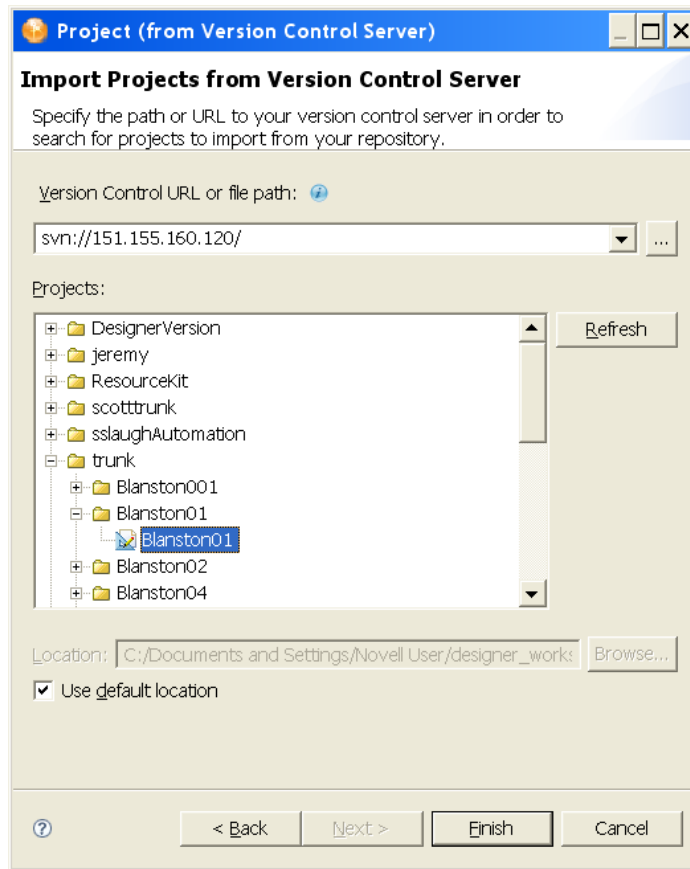 Project (from Version Control Server)
Import Projects from Version Control Server
Specify the path or URL to your version control server in order to
search for projects to import from your repository.
Version Control URL or file path:
svn://151.155.160.120/
...
Projects:
DesignerVersion
Refresh
jeremy
ResourceKit
scotttrunk
sslaughAutomation
trunk
Blanston001
Blanston01
Blanston01
Blanston02
Blanston04
Location: C:/Documents and Settings/Novell User/designer_works Browse...
Use default location
< Back Next > Finish Cancel